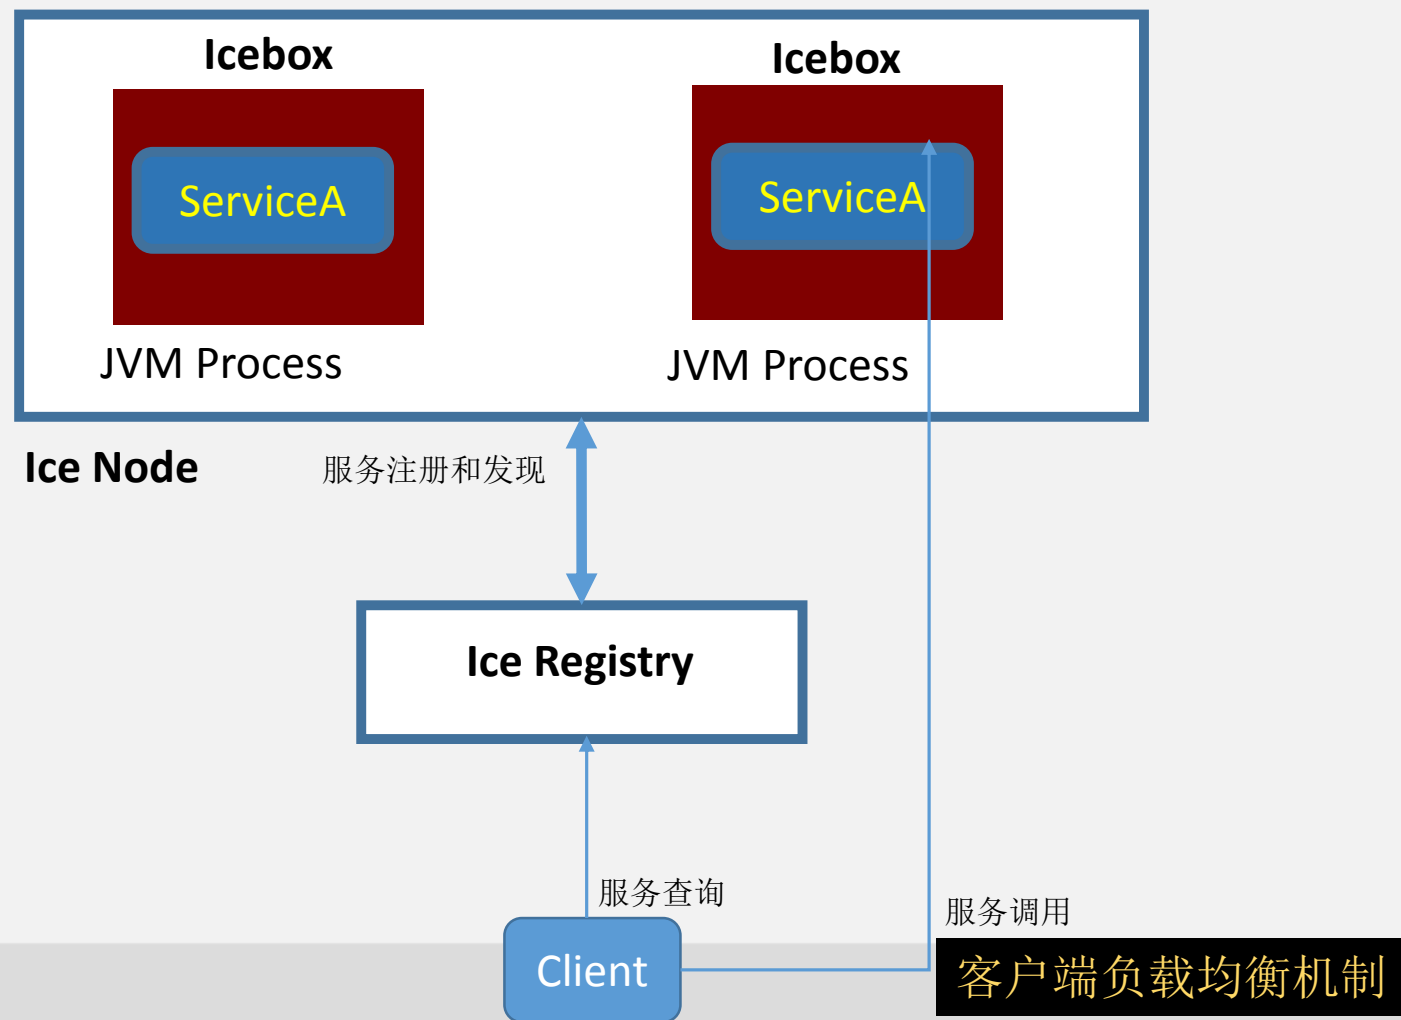 Icebox
Icebox
ServiceA
ServiceA
JVM Process
JVM Process
Ice Node
服务注册和发现
Ice Registry
服务查询
服务调用
Client
客户端负载均衡机制